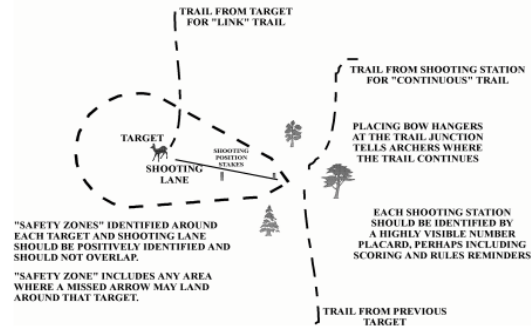 TRAIL FROM TARGET
FOR "LINK" TRAIL
TRAIL FROM SHOOTING STATION
FOR "CONTINUOUS" TRAIL
PLACING BOW HANGERS
AT THE TRAIL JUNCTION
TELLS ARCHERS WHERE
THE TRAIL CONTINUES
TARGET
SHOOTING
POSITION
STAKES
SHOOTING
LANE
"SAFETY ZONES" IDENTIFIED AROUND
EACH TARGET AND SHOOTING LANE
SHOULD BE POSITIVELY IDENTIFIED AND
SHOULD NOT OVERLAP.
"SAFETY ZONE" INCLUDES ANY AREA
WHERE A MISSED ARROW MAY LAND
AROUND THAT TARGET.
EACH SHOOTING STATION
SHOULD BE IDENTIFIED BY
A HIGHLY VISIBLE NUMBER
PLACARD, PERHAPS INCLUDING
SCORING AND RULES REMINDERS
TRAIL FROM PREVIOUS
TARGET